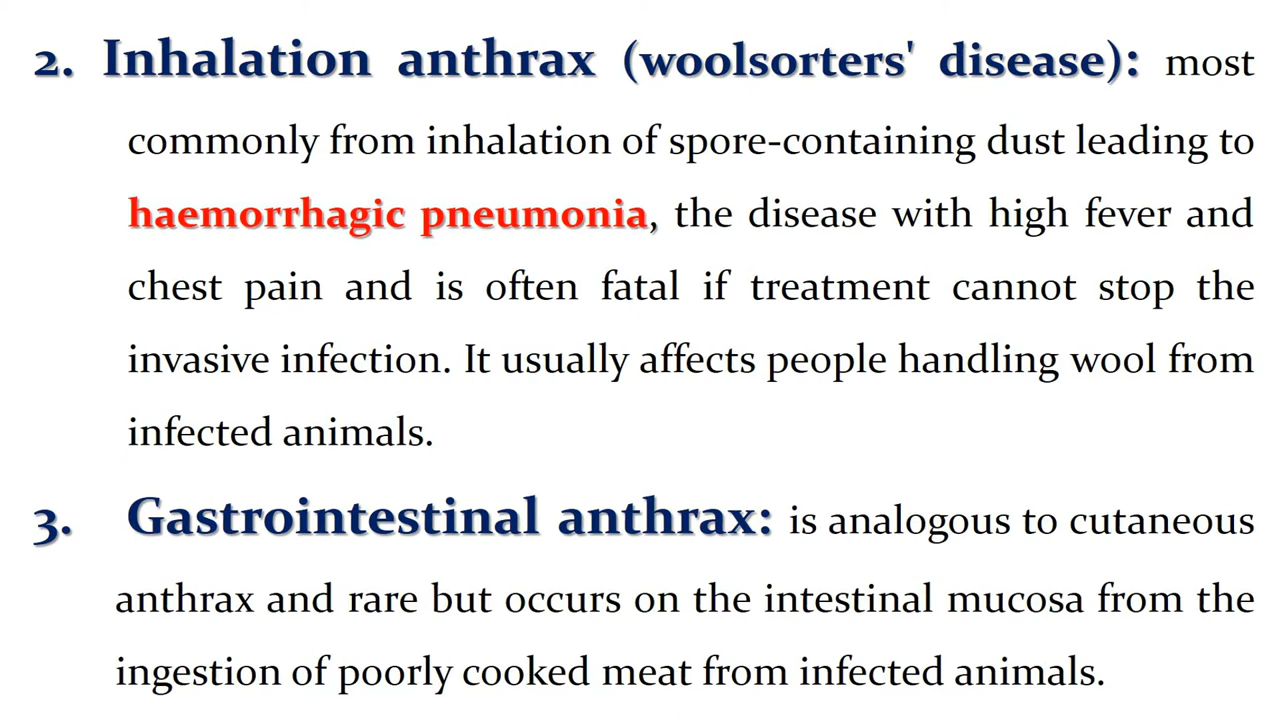 2. Inhalation anthrax (woolsorters' disease): most
commonly from inhalation of spore-containing dust leading to
haemorrhagic pneumonia, the disease with high fever and
chest pain and is often fatal if treatment cannot stop the
invasive infection. It usually affects people handling wool from
infected animals.
3. Gastrointestinal anthrax: is analogous to cutaneous
anthrax and rare but occurs on the intestinal mucosa from the
ingestion of poorly cooked meat from infected animals.